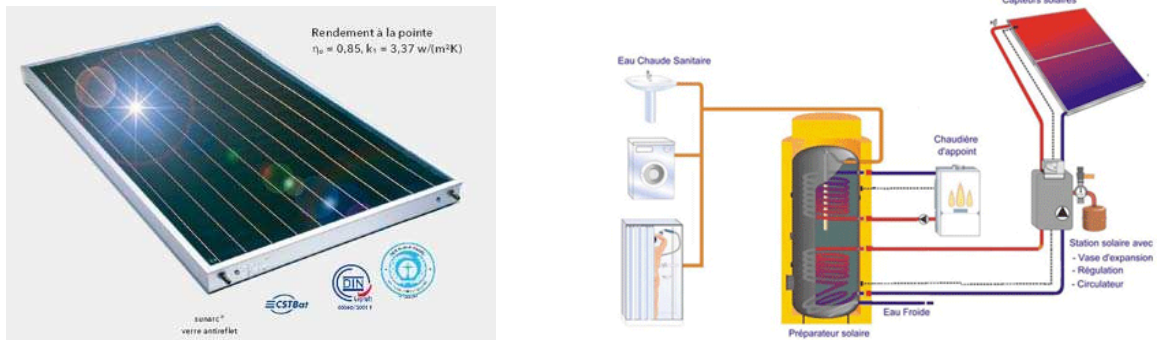 Rendement à la pointe
η₀ = 0,85, k₁ = 3,37 w/(m²K)
CSTBat
DIN
sunarc®
verre antireflet
Capteurs solaires
Eau Chaude Sanitaire
Chaudière
d'appoint
Station solaire avec
- Vase d'expansion
- Régulation
- Circulateur
Eau Froide
Préparateur solaire